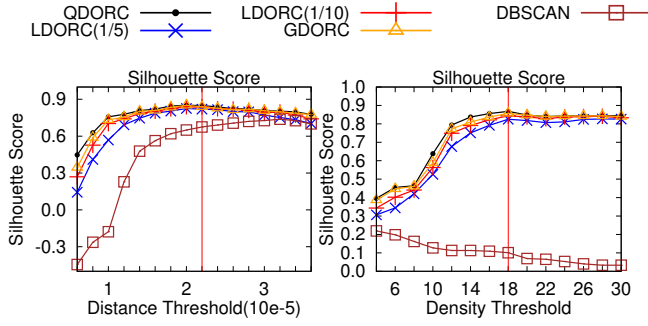 QDORC
LDORC(1/10)
DBSCAN
LDORC(1/5)
GDORC
Silhouette Score
Silhouette Score
0.9
0.6
0.3
0.0
-0.3
1
2
3
Distance Threshold(10e-5)
Silhouette Score
Silhouette Score
1.0
0.9
0.8
0.7
0.6
0.5
0.4
0.3
0.2
0.1
0.0
6
10
14
18
22
26
30
Density Threshold